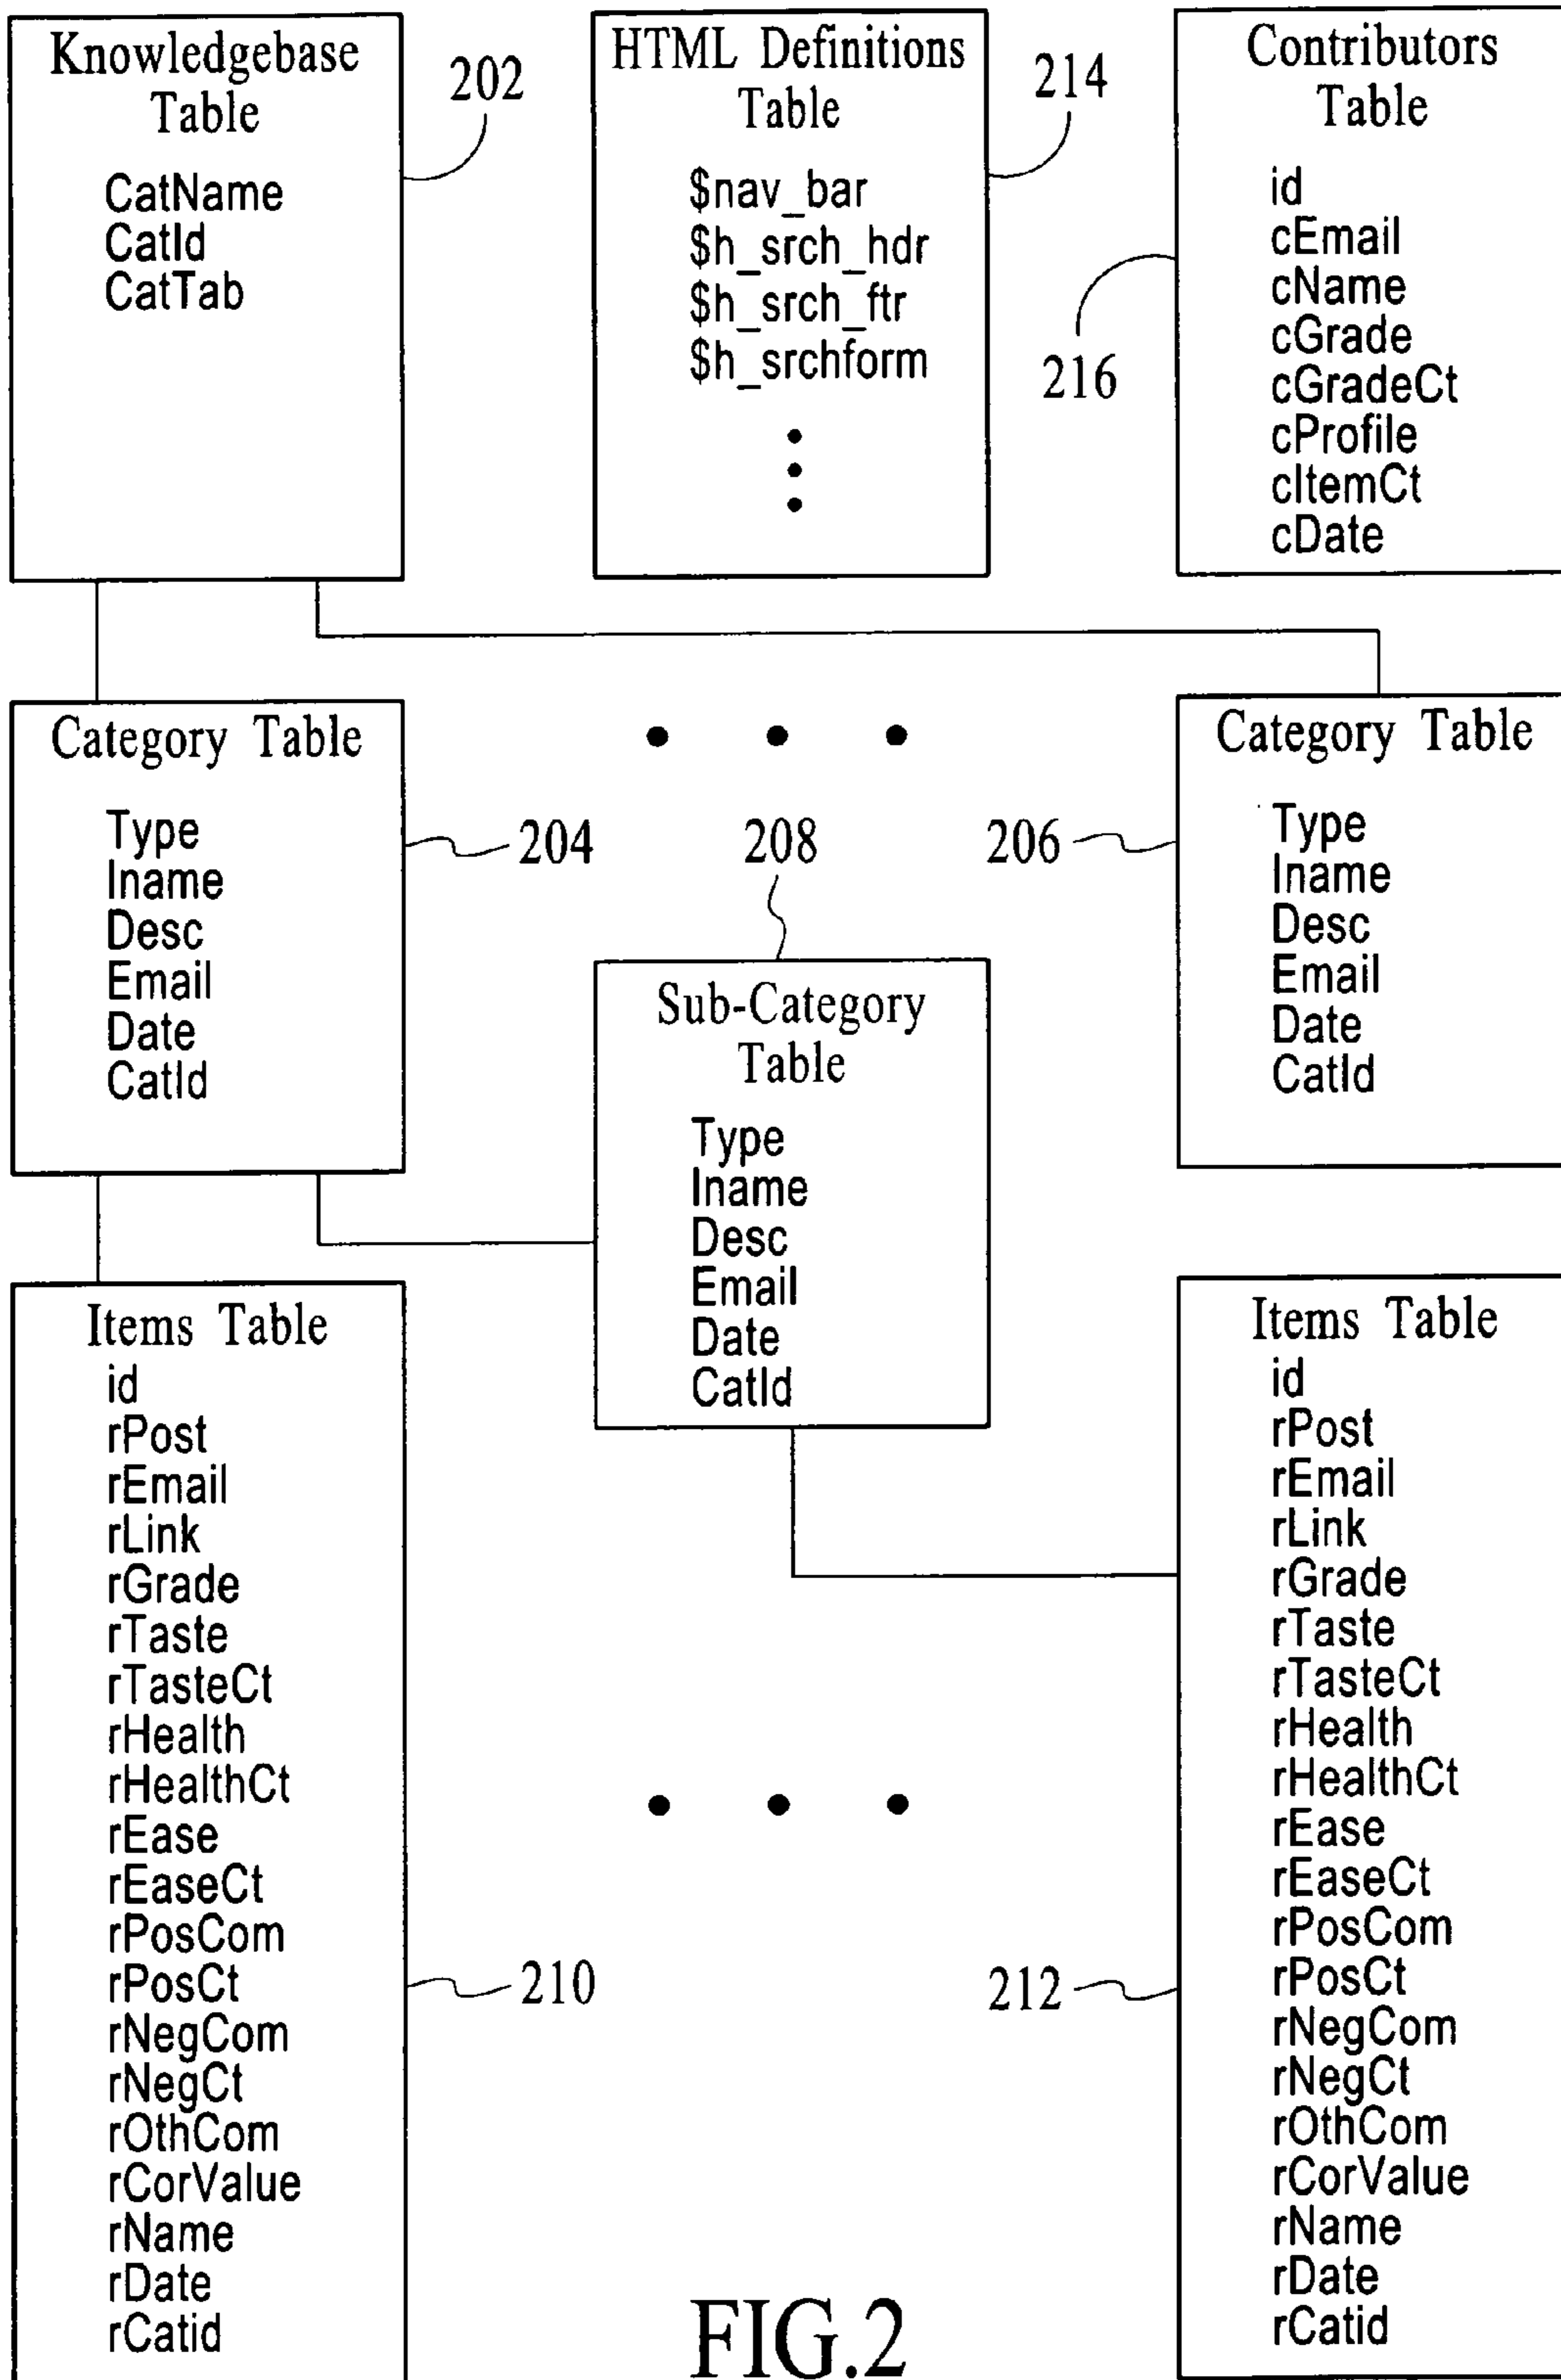 Knowledgebase
Table
CatName
CatId
CatTab
202
HTML Definitions
Table
$nav_bar
$h_srch_hdr
$h_srch_ftr
$h_srchform
214
Contributors
Table
id
cEmail
cName
cGrade
cGradeCt
cProfile
cItemCt
cDate
216
Category Table
Type
Iname
Desc
Email
Date
CatId
204
208
Sub-Category
Table
Type
Iname
Desc
Email
Date
CatId
206
Category Table
Type
Iname
Desc
Email
Date
CatId
Items Table
id
rPost
rEmail
rLink
rGrade
rTaste
rTasteCt
rHealth
rHealthCt
rEase
rEaseCt
rPosCom
rPosCt
rNegCom
rNegCt
rOthCom
rCorValue
rName
rDate
rCatid
210
212
Items Table
id
rPost
rEmail
rLink
rGrade
rTaste
rTasteCt
rHealth
rHealthCt
rEase
rEaseCt
rPosCom
rPosCt
rNegCom
rNegCt
rOthCom
rCorValue
rName
rDate
rCatid
FIG.2